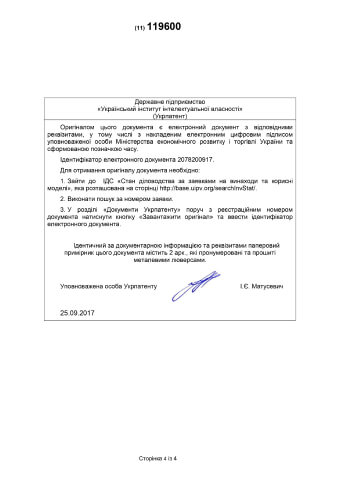 (11) 119600
Державне підприємство
«Український інститут інтелектуальної власності»
(Укрпатент)
Оригіналом цього документа є електронний документ з відповідними
реквізитами, у тому числі з накладеним електронним цифровим підписом
уповноваженої особи Міністерства економічного розвитку і торгівлі України та
сформованою позначкою часу.
Ідентифікатор електронного документа 2078200917.
Для отримання оригіналу документа необхідно:
1. Зайти до ІДС «Стан діловодства за заявками на винаходи та корисні
моделі», яка розташована на сторінці http://base.uipv.org/searchInvStat/.
2. Виконати пошук за номером заявки.
3. У розділі «Документи Укрпатенту» поруч з реєстраційним номером
документа натиснути кнопку «Завантажити оригінал» та ввести ідентифікатор
електронного документа.
Ідентичний за документарною інформацією та реквізитами паперовий
примірник цього документа містить 2 арк., які пронумеровані та прошиті
металевими люверсами.
Уповноважена особа Укрпатенту І.Є. Матусевич
25.09.2017
Сторінка 4 із 4